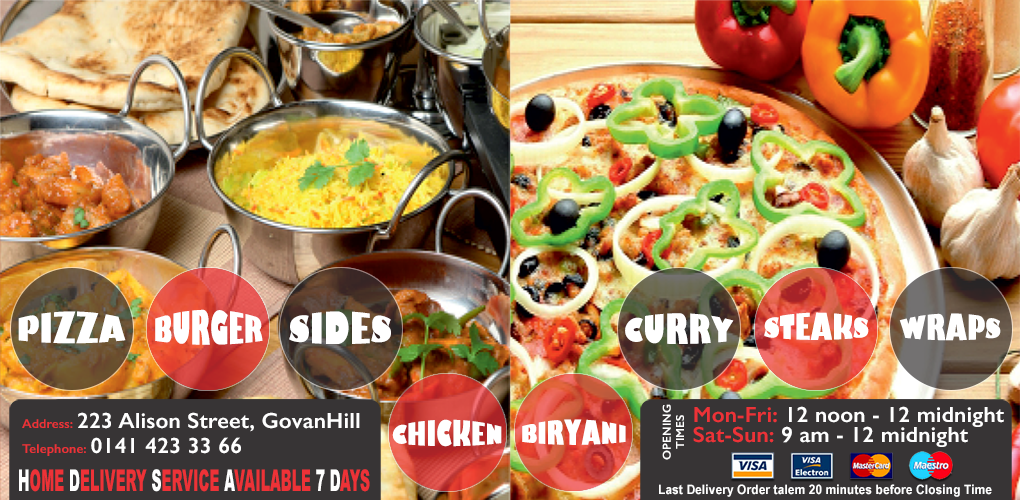 PIZZA
BURGER
SIDES
CURRY
STEAKS
WRAPS
CHICKEN
BIRYANI
Address: 223 Alison Street, GovanHill
Telephone: 0141 423 33 66
HOME DELIVERY SERVICE AVAILABLE 7 DAYS
OPENING TIMES
Mon-Fri: 12 noon - 12 midnight
Sat-Sun: 9 am - 12 midnight
VISA
VISA Electron
MasterCard
Maestro
Last Delivery Order talem 20 minutes before Closing Time